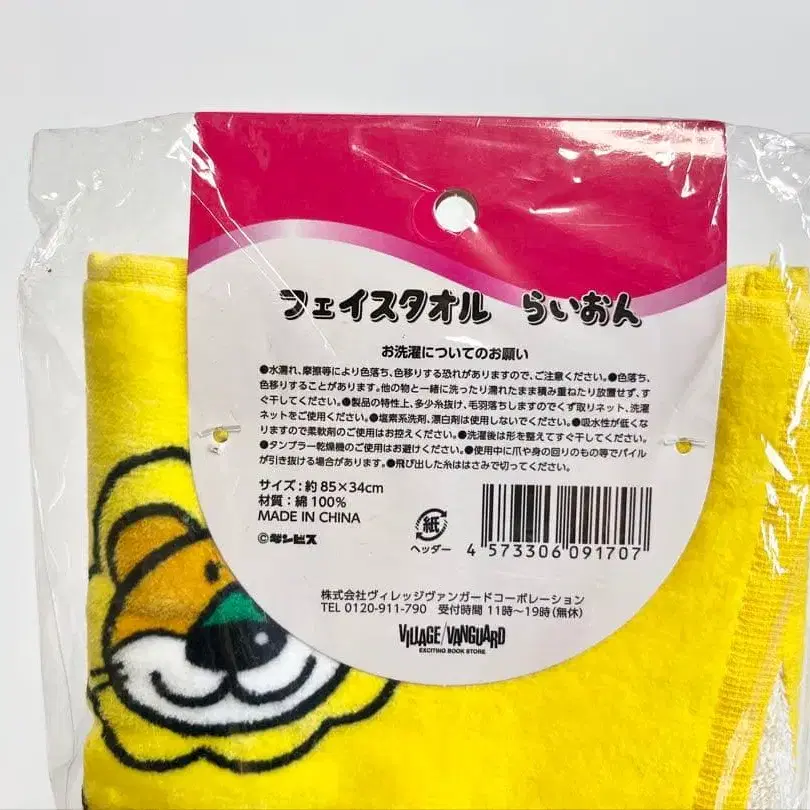 フェイスタオル らいおん
お洗濯についてのお願い
●水濡れ、摩擦等により色落ち、色移りする恐れがありますので、ご注意ください。●色落ち、
色移りすることがあります。他の物と一緒に洗ったり濡れたまま積み重ねたり放置せず、す
ぐ干してください。●製品の特性上、多少糸抜け、毛羽落ちしますのでくず取りネット、洗濯
ネットをご使用ください。●塩素系洗剤、漂白剤は使用しないでください。●吸水性が低くな
りますので柔軟剤のご使用はお控えください。●洗濯後は形を整えてすぐ干してください。
●タンブラー乾燥機のご使用はお避けください。●使用中に爪や身の回りのもの等でパイル
が引き抜ける場合があります。●飛び出した糸ははさみで切ってください。
サイズ:約85×34cm
材質:綿100%
MADE IN CHINA
©ギンビス
紙
ヘッダー
4 573306 091707
株式会社ヴィレッジヴァンガードコーポレーション
TEL 0120-911-790 受付時間 11時～19時(無休)
VILLAGE/VANGUARD
EXCITING BOOK STORE